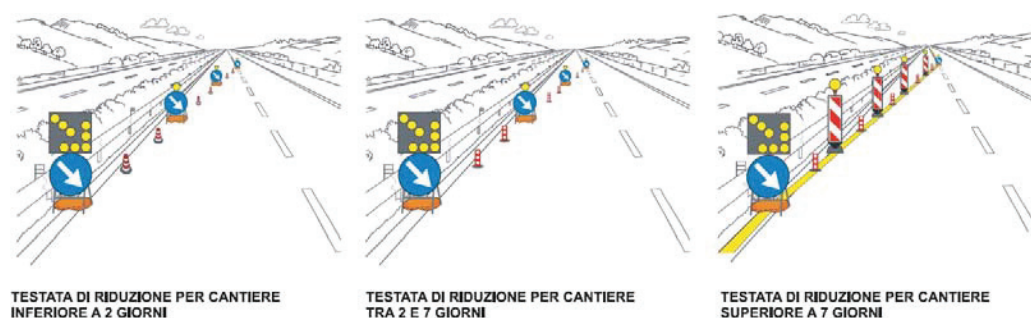 TESTATA DI RIDUZIONE PER CANTIERE
INFERIORE A 2 GIORNI
TESTATA DI RIDUZIONE PER CANTIERE
TRA 2 E 7 GIORNI
TESTATA DI RIDUZIONE PER CANTIERE
SUPERIORE A 7 GIORNI